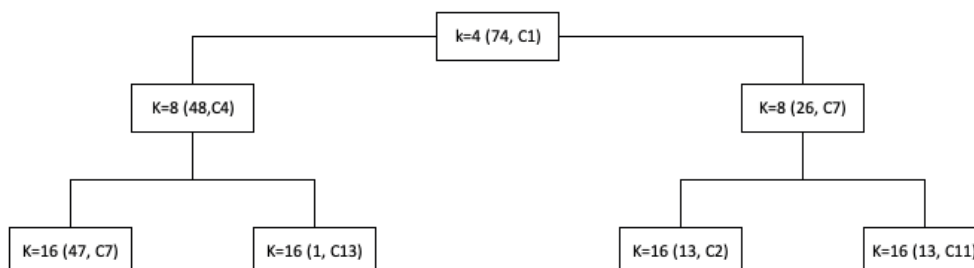 k=4 (74, C1)
K=8 (48,C4)
K=8 (26, C7)
K=16 (47, C7)
K=16 (1, C13)
K=16 (13, C2)
K=16 (13, C11)